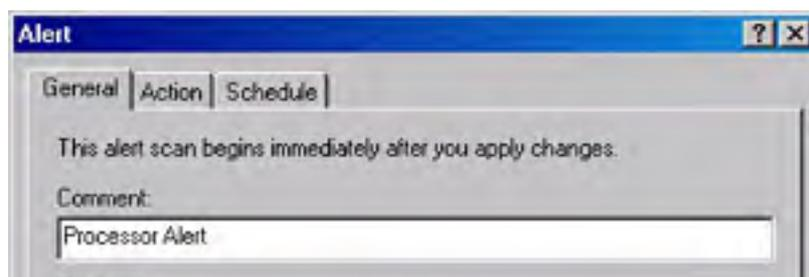 Alert
General Action Schedule
This alert scan begins immediately after you apply changes.
Comment:
Processor Alert